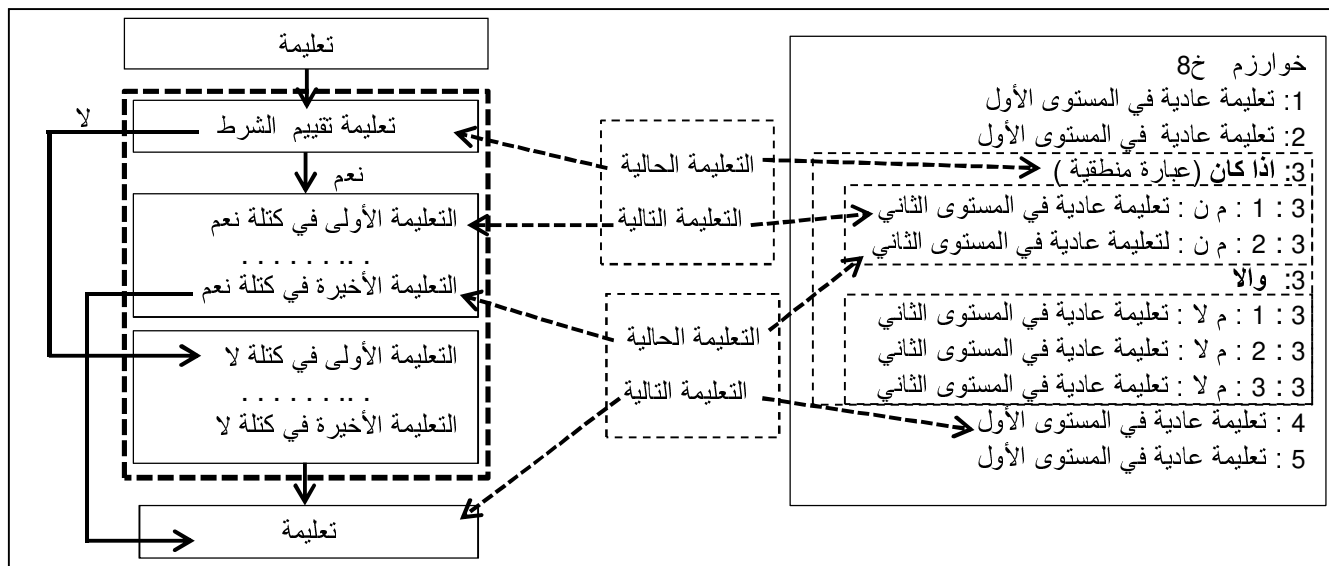 خوارزم خ8
1: تعليمة عادية في المستوى الأول
2: تعليمة عادية في المستوى الأول
3: اذا كان (عبارة منطقية )
3 : 1 : م ن : تعليمة عادية في المستوى الثاني
3 : 2 : م ن : لتعليمة عادية في المستوى الثاني
3: والا
3 : 1 : م لا : تعليمة عادية في المستوى الثاني
3 : 2 : م لا : تعليمة عادية في المستوى الثاني
3 : 3 : م لا : تعليمة عادية في المستوى الثاني
4 : تعليمة عادية في المستوى الأول
5 : تعليمة عادية في المستوى الأول
التعليمة الحالية
التعليمة التالية
التعليمة الحالية
التعليمة التالية
تعليمة
تعليمة تقييم الشرط
لا
نعم
التعليمة الأولى في كتلة نعم
. . . . . . .. .
التعليمة الأخيرة في كتلة نعم
التعليمة الأولى في كتلة لا
. . . . . . .. .
التعليمة الأخيرة في كتلة لا
تعليمة